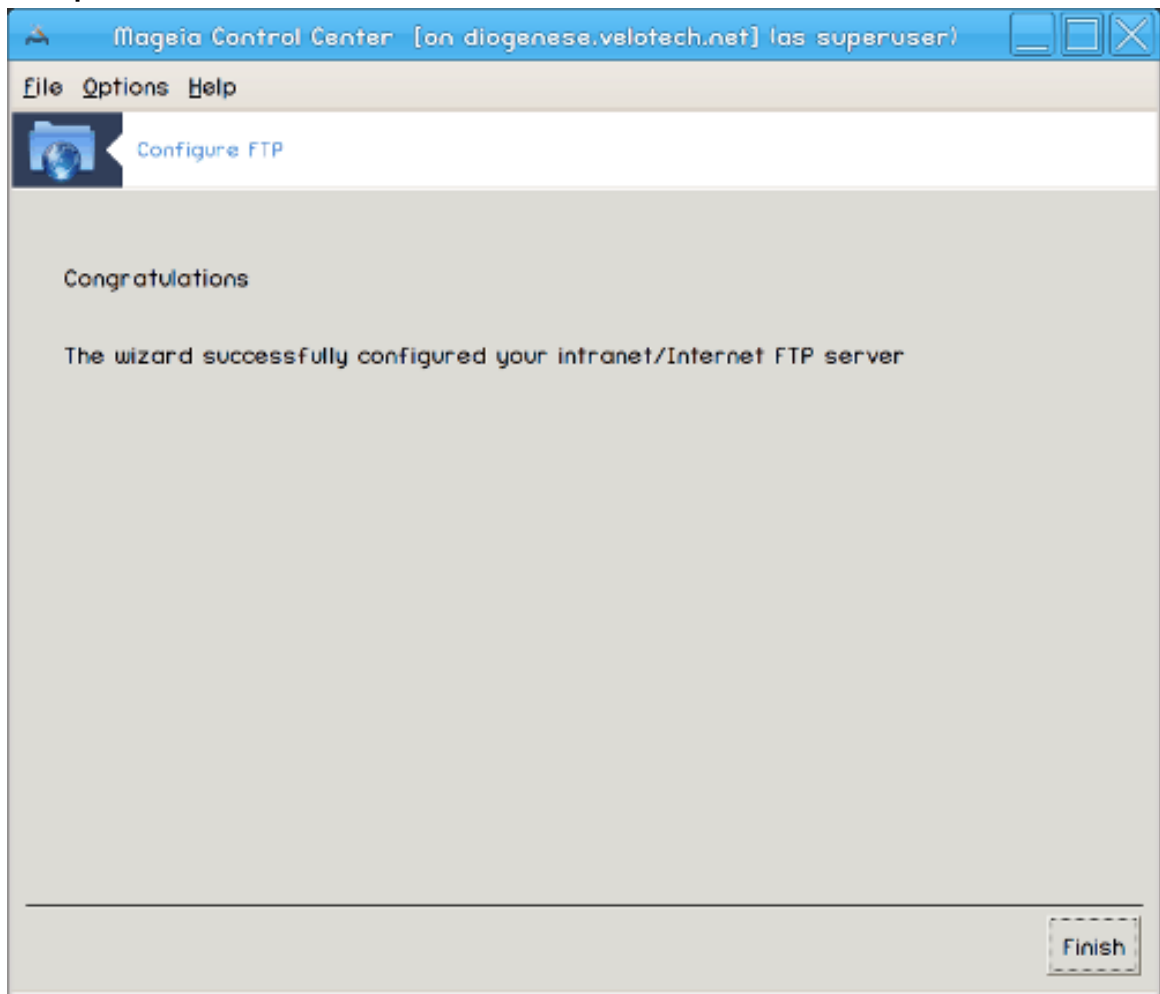 Mageia Control Center [on diogenese.velotech.net] (as superuser)
File Options Help
Configure FTP
Congratulations
The wizard successfully configured your intranet/Internet FTP server
Finish